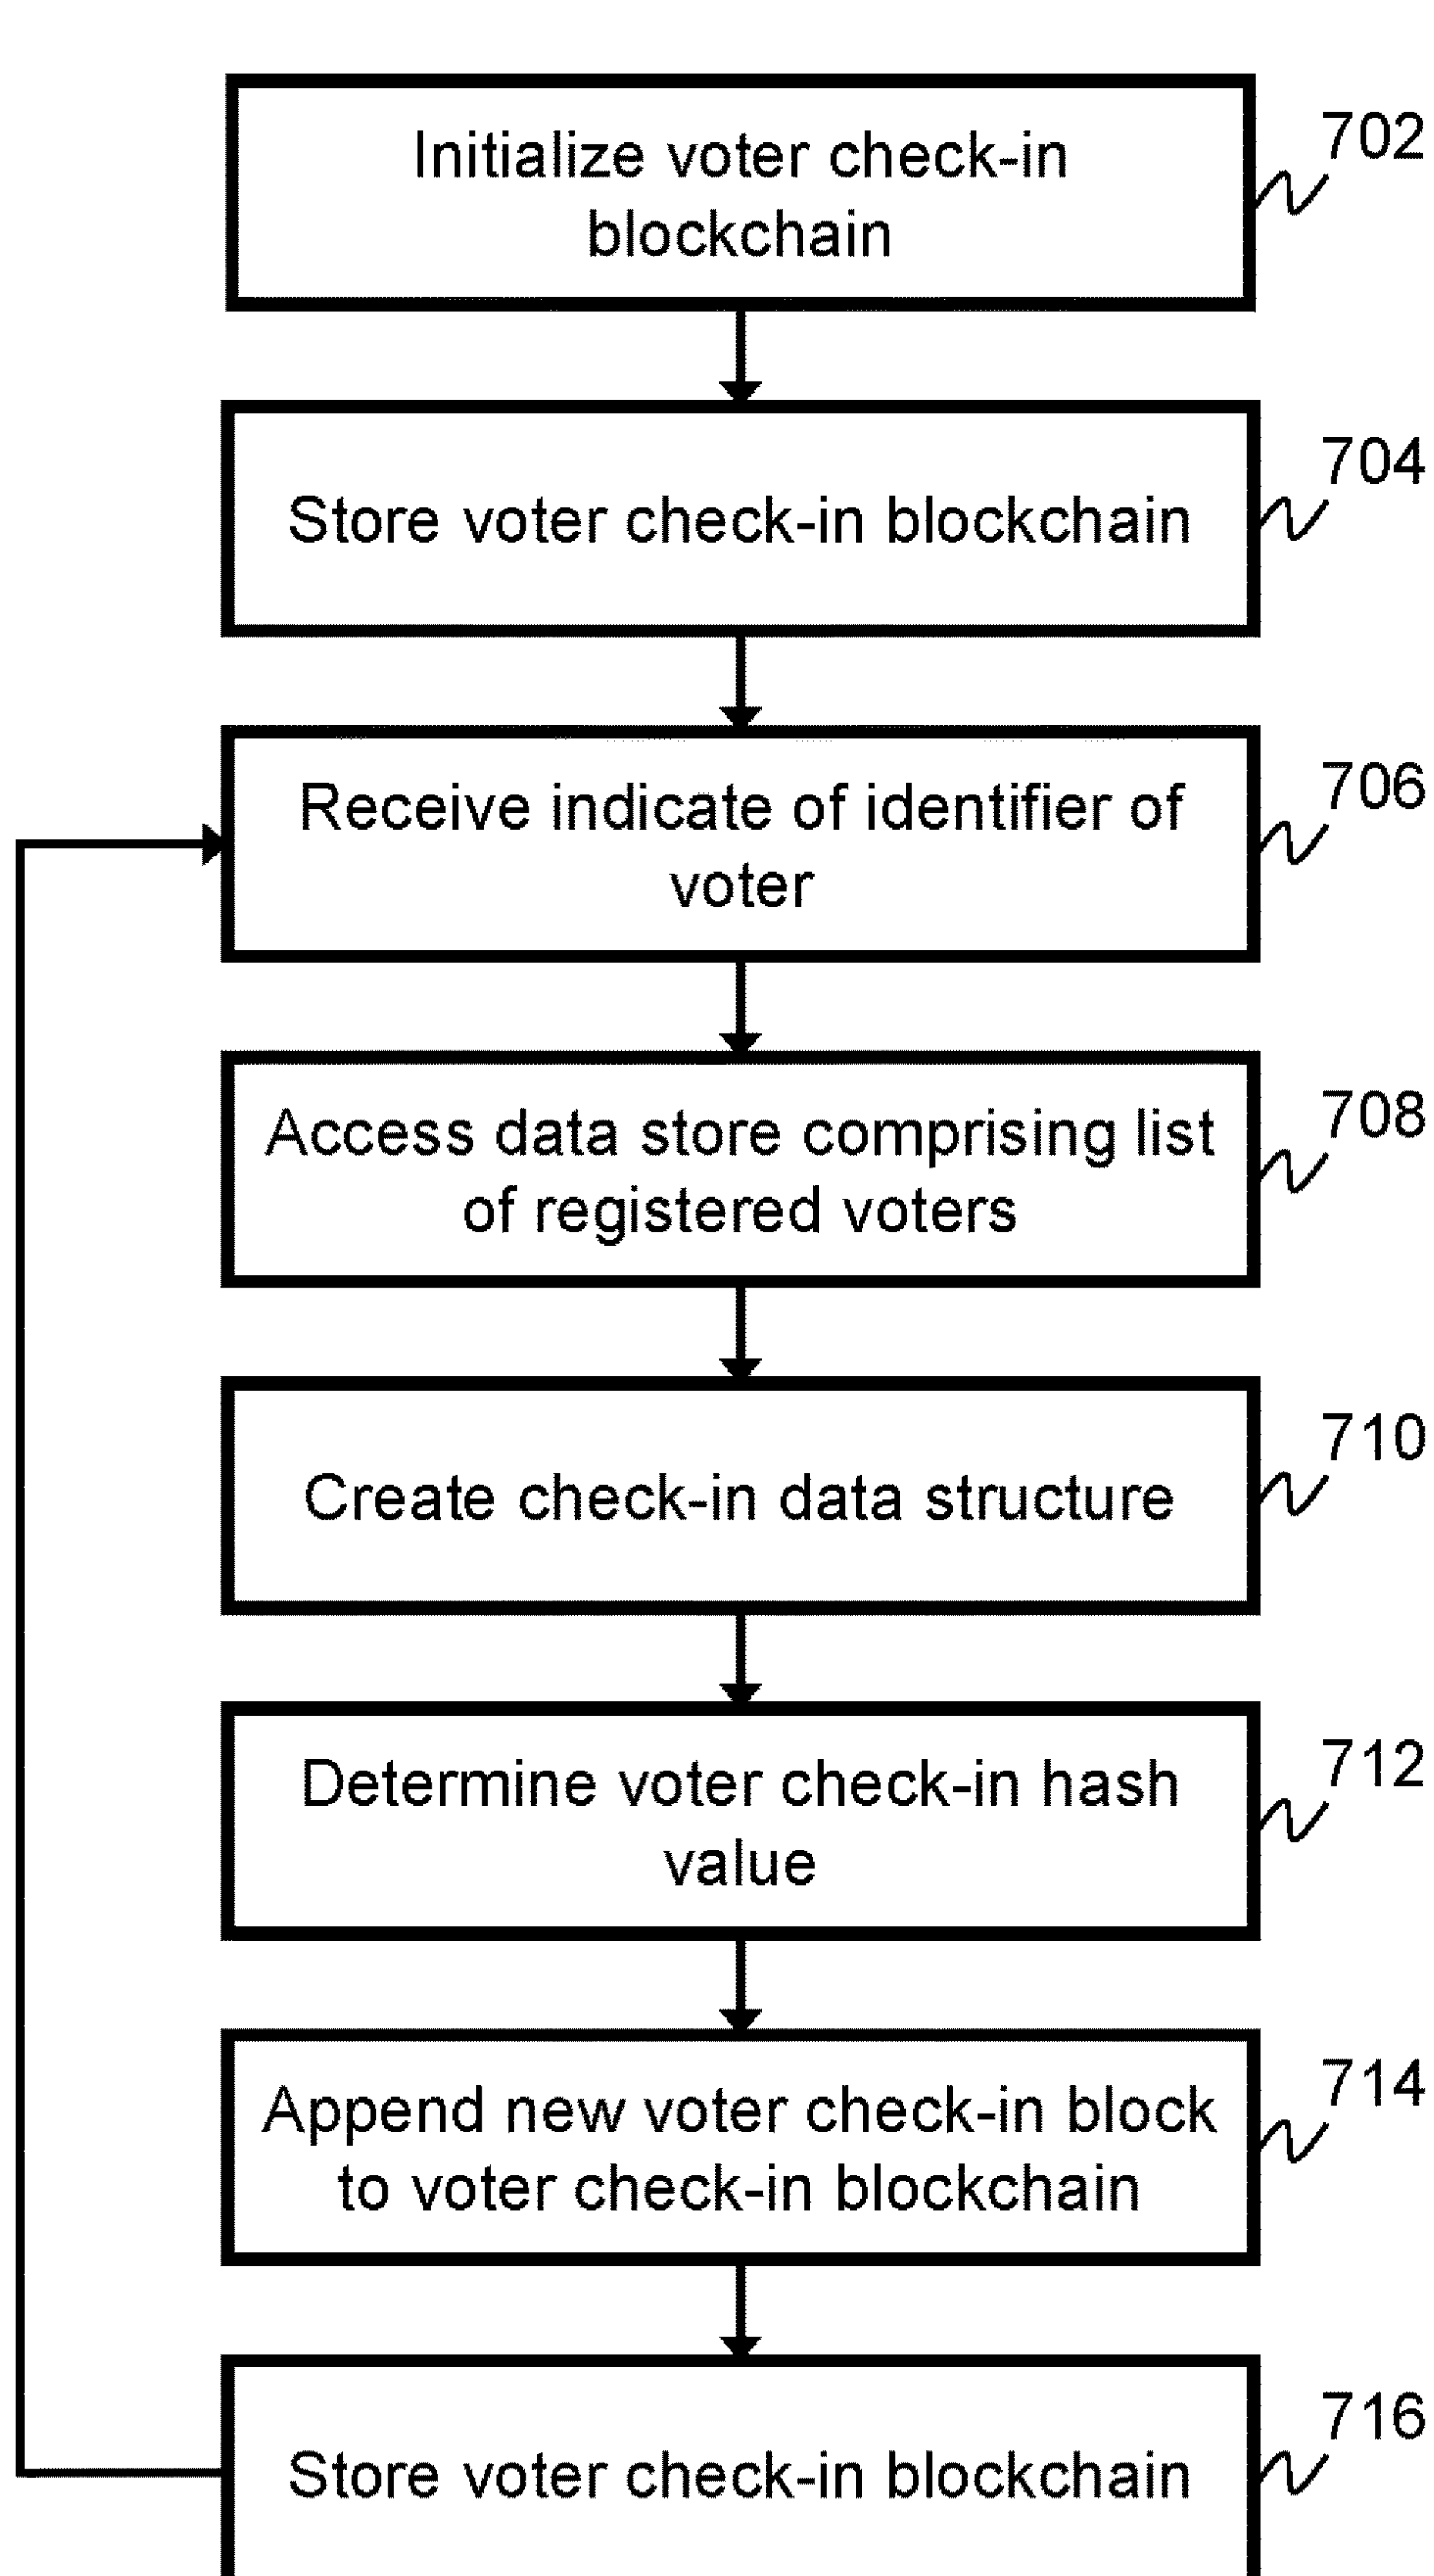 Initialize voter check-in
blockchain
702
Store voter check-in blockchain
704
Receive indicate of identifier of
voter
706
Access data store comprising list
of registered voters
708
Create check-in data structure
710
Determine voter check-in hash
value
712
Append new voter check-in block
to voter check-in blockchain
714
Store voter check-in blockchain
716